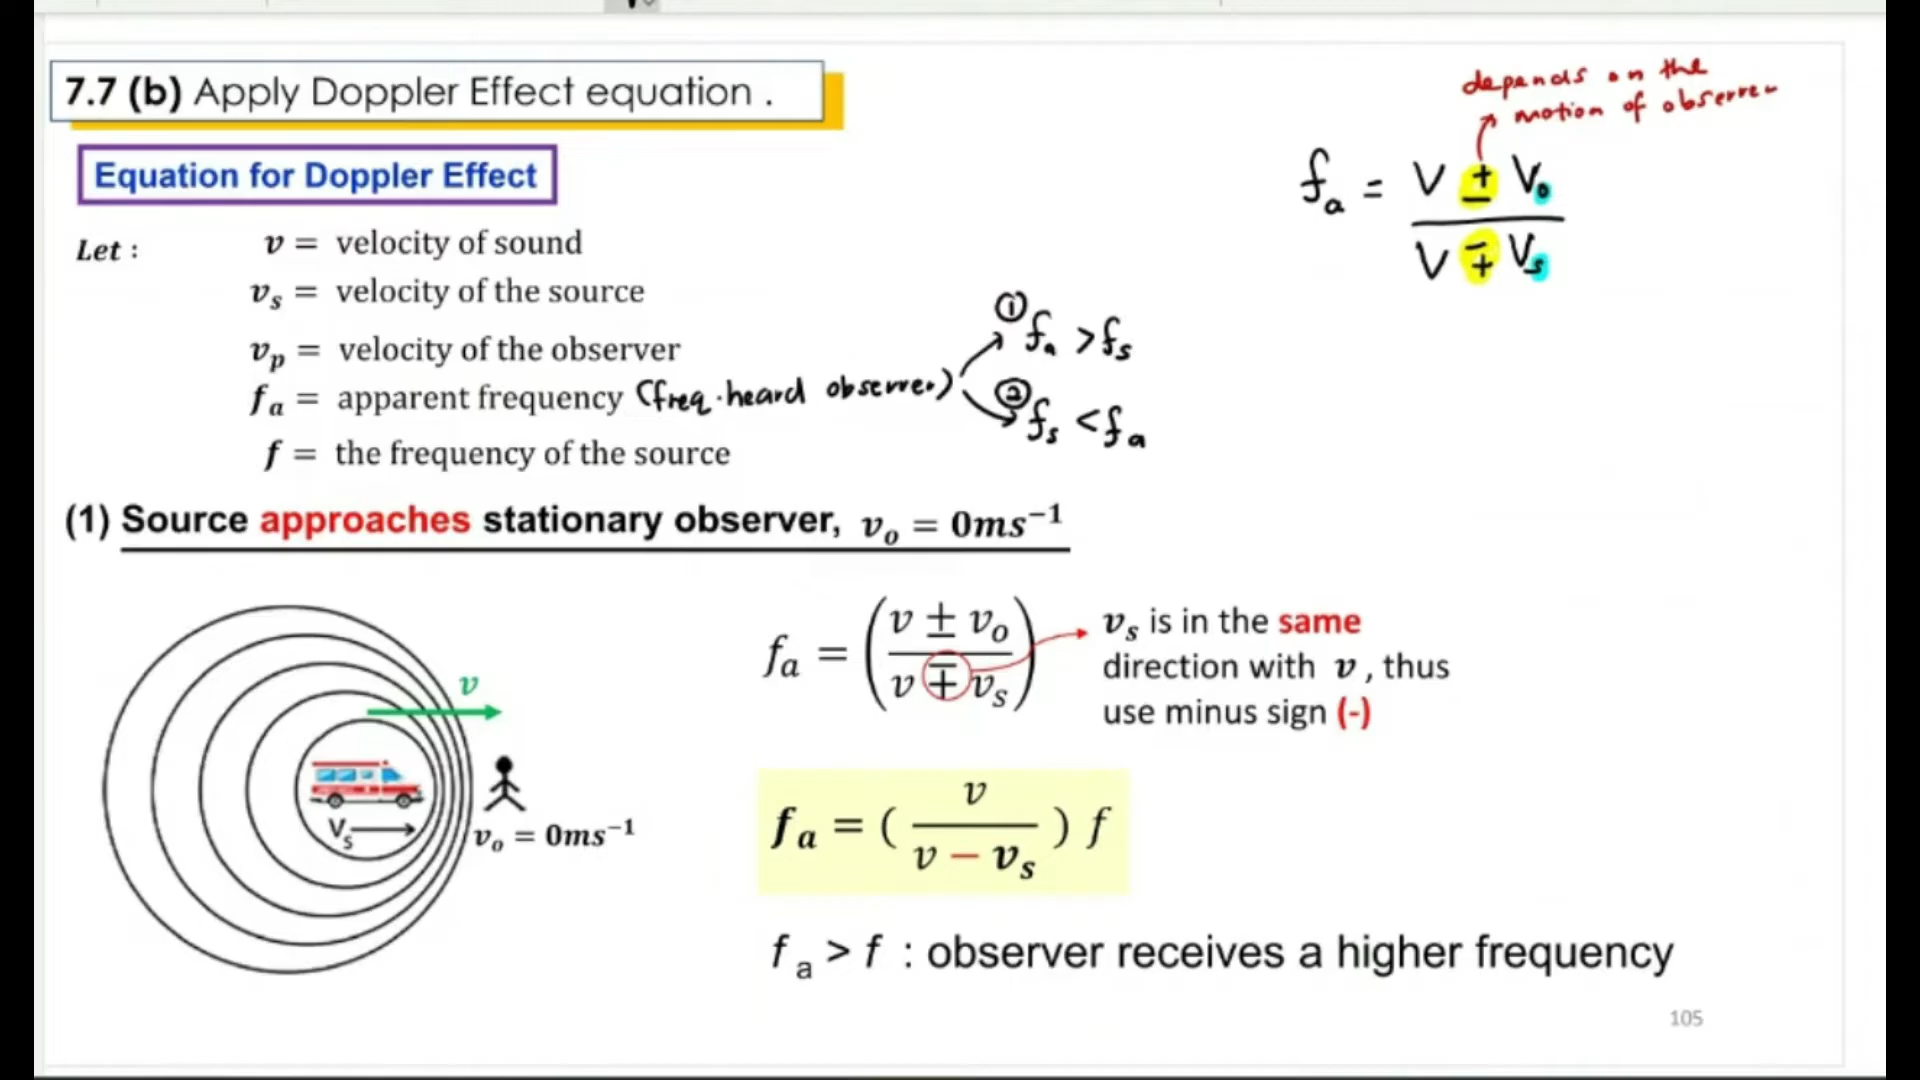 7.7 (b) Apply Doppler Effect equation .
depends on the
motion of observer
fₐ = V ± Vₒ
V ∓ Vₛ
Equation for Doppler Effect
Let : v = velocity of sound
vₛ = velocity of the source
vₚ = velocity of the observer
fₐ = apparent frequency (freq. heard observer)
① fₐ > fₛ
② fₛ < fₐ
f = the frequency of the source
(1) Source approaches stationary observer, vₒ = 0ms⁻¹
v
Vₛ
vₒ = 0ms⁻¹
fₐ = (v ± vₒ / v ∓ vₛ)
vₛ is in the same
direction with v , thus
use minus sign (-)
fₐ = ( v / v − vₛ ) f
f ₐ > f : observer receives a higher frequency
105